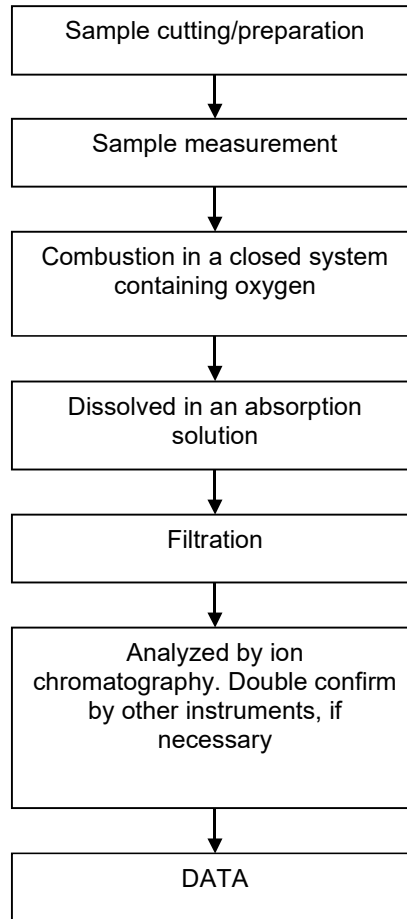 Sample cutting/preparation
Sample measurement
Combustion in a closed system
containing oxygen
Dissolved in an absorption
solution
Filtration
Analyzed by ion
chromatography. Double confirm
by other instruments, if
necessary
DATA